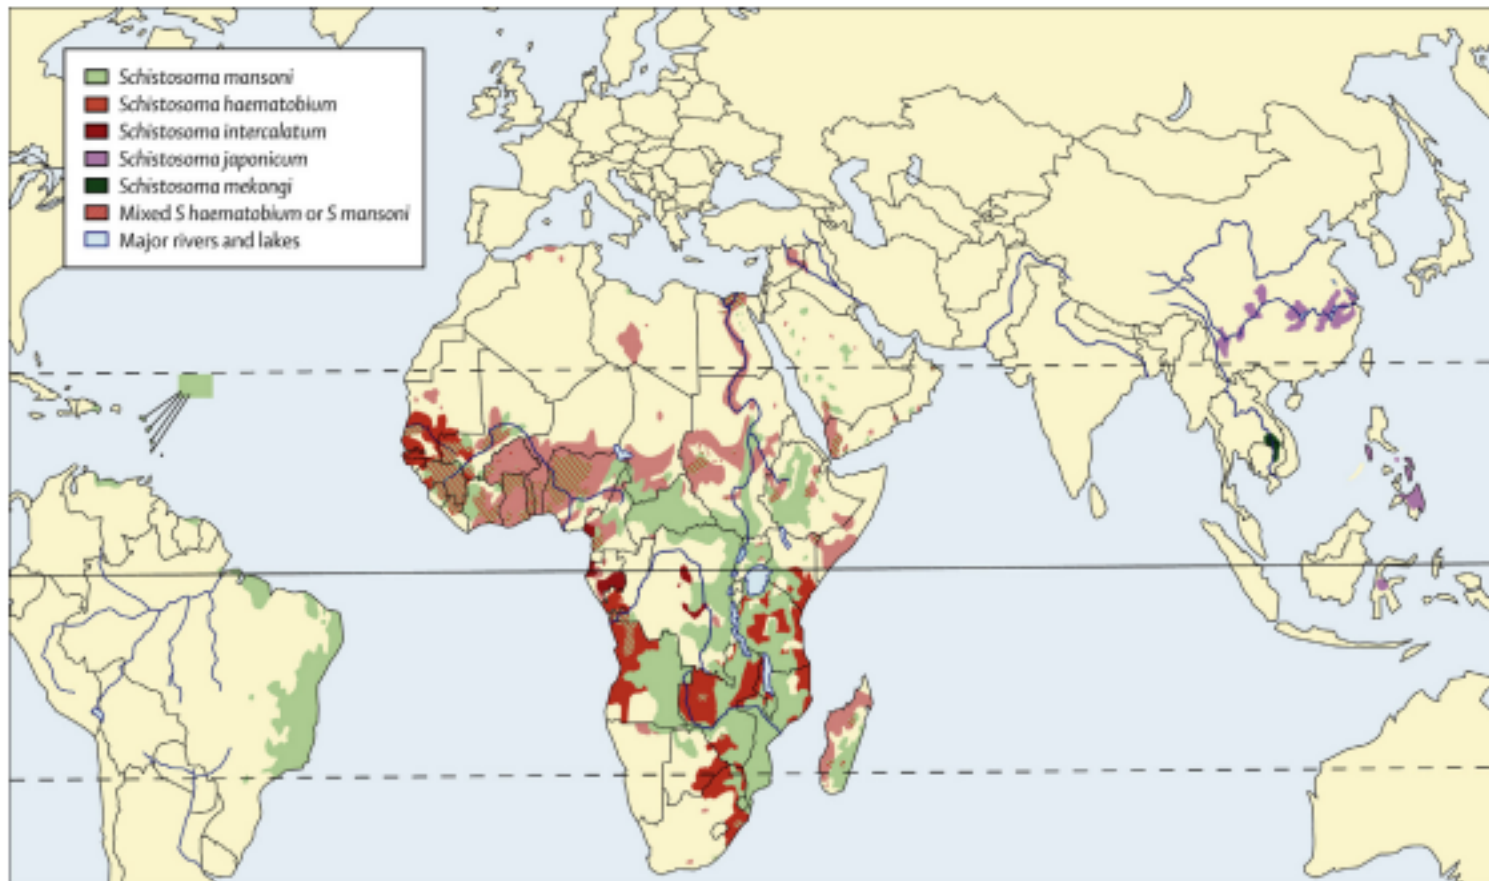 Schistosoma mansoni
Schistosoma haematobium
Schistosoma intercalatum
Schistosoma japonicum
Schistosoma mekongi
Mixed S haematobium or S mansoni
Major rivers and lakes